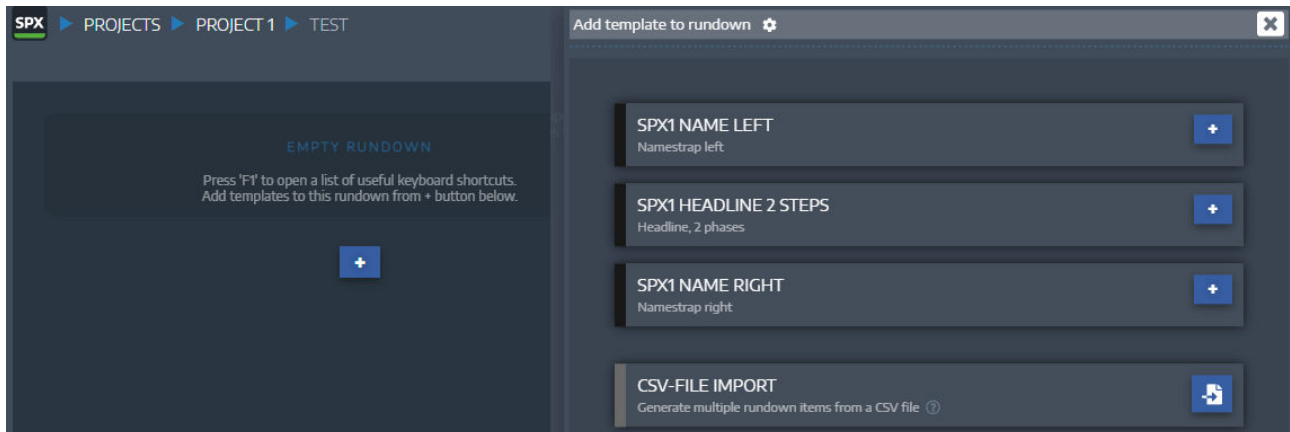 SPX PROJECTS PROJECT 1 TEST
EMPTY RUNDOWN
Press 'F1' to open a list of useful keyboard shortcuts.
Add templates to this rundown from + button below.
+
Add template to rundown
SPX1 NAME LEFT
Namestrap left
+
SPX1 HEADLINE 2 STEPS
Headline, 2 phases
+
SPX1 NAME RIGHT
Namestrap right
+
CSV-FILE IMPORT
Generate multiple rundown items from a CSV file ?